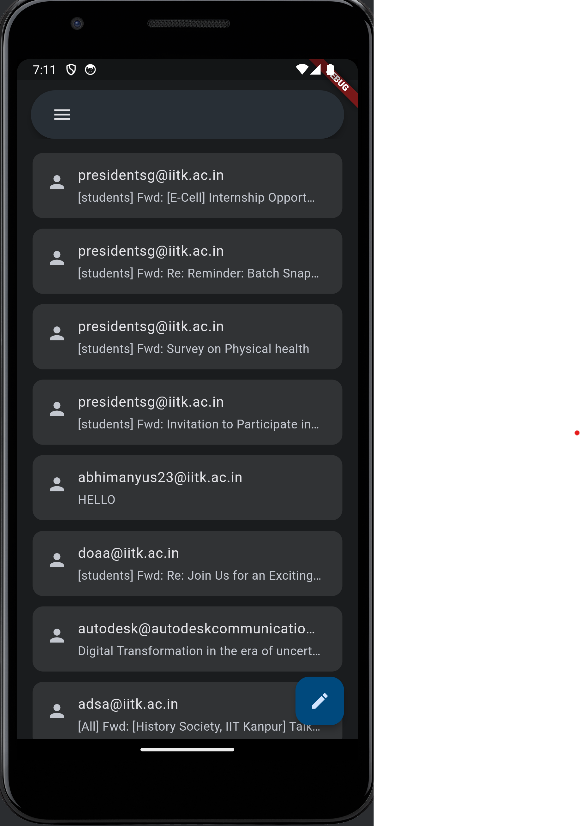 7:11
DEBUG
presidentsg@iitk.ac.in
[students] Fwd: [E-Cell] Internship Opport...
presidentsg@iitk.ac.in
[students] Fwd: Re: Reminder: Batch Snap...
presidentsg@iitk.ac.in
[students] Fwd: Survey on Physical health
presidentsg@iitk.ac.in
[students] Fwd: Invitation to Participate in...
abhimanyus23@iitk.ac.in
HELLO
doaa@iitk.ac.in
[students] Fwd: Re: Join Us for an Exciting...
autodesk@autodeskcommunicatio...
Digital Transformation in the era of uncert...
adsa@iitk.ac.in
[All] Fwd: [History Society, IIT Kanpur] Talk...